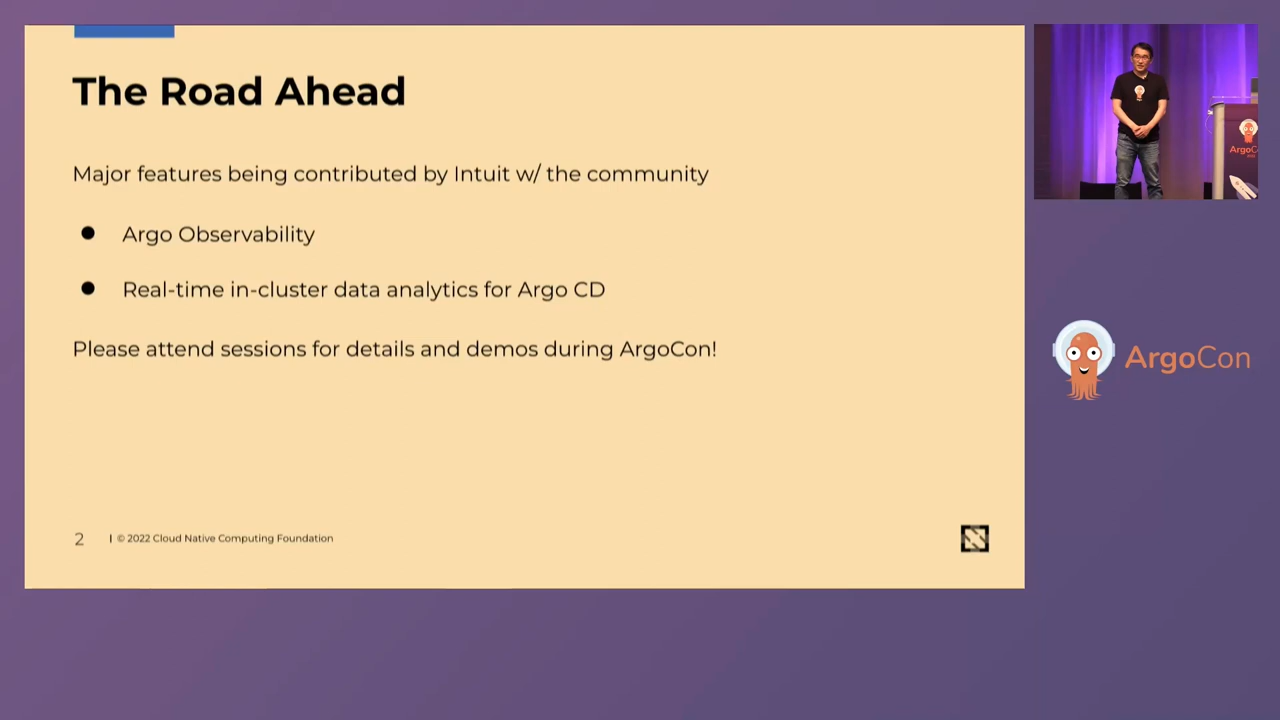 The Road Ahead
Major features being contributed by Intuit w/ the community
● Argo Observability
● Real-time in-cluster data analytics for Argo CD
Please attend sessions for details and demos during ArgoCon!
2 | © 2022 Cloud Native Computing Foundation
ArgoCon